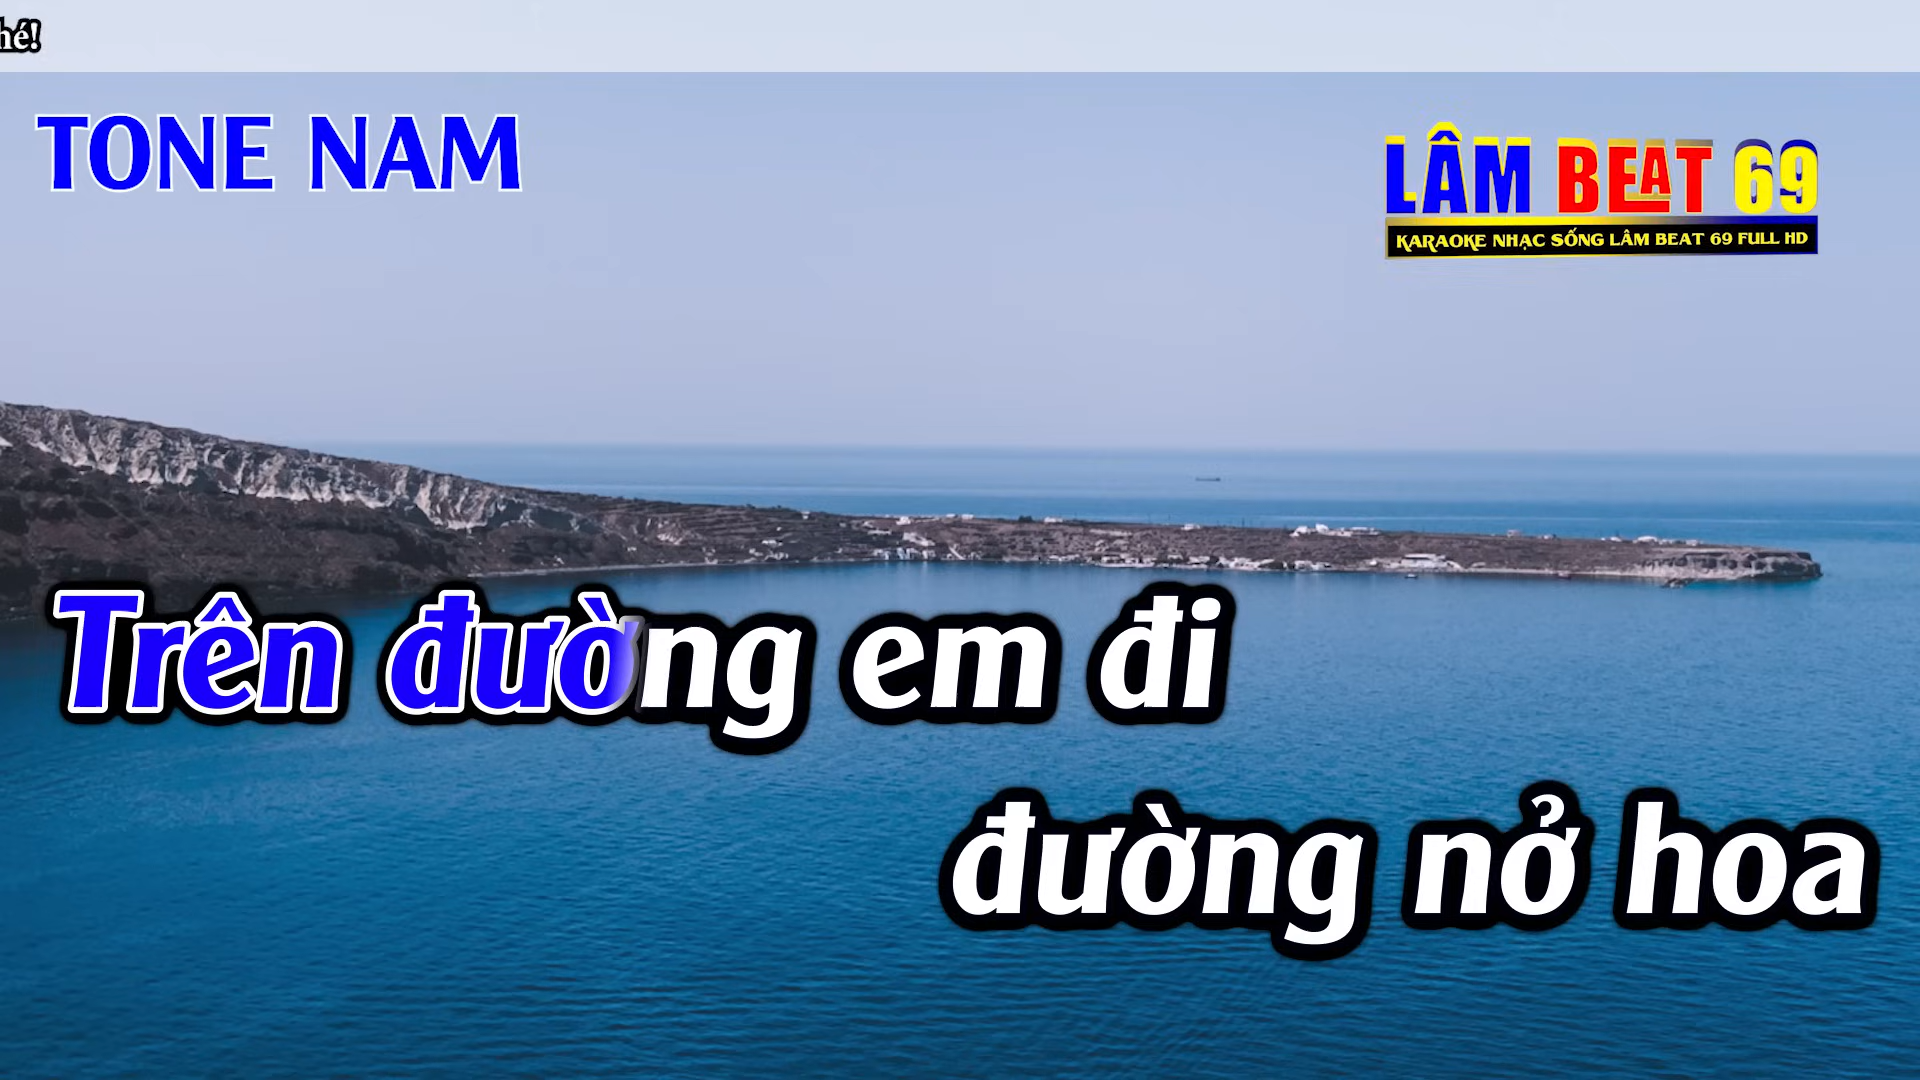 hé!
TONE NAM
LÂM BEAT 69
KARAOKE NHẠC SỐNG LÂM BEAT 69 FULL HD
Trên đường em đi
đường nở hoa